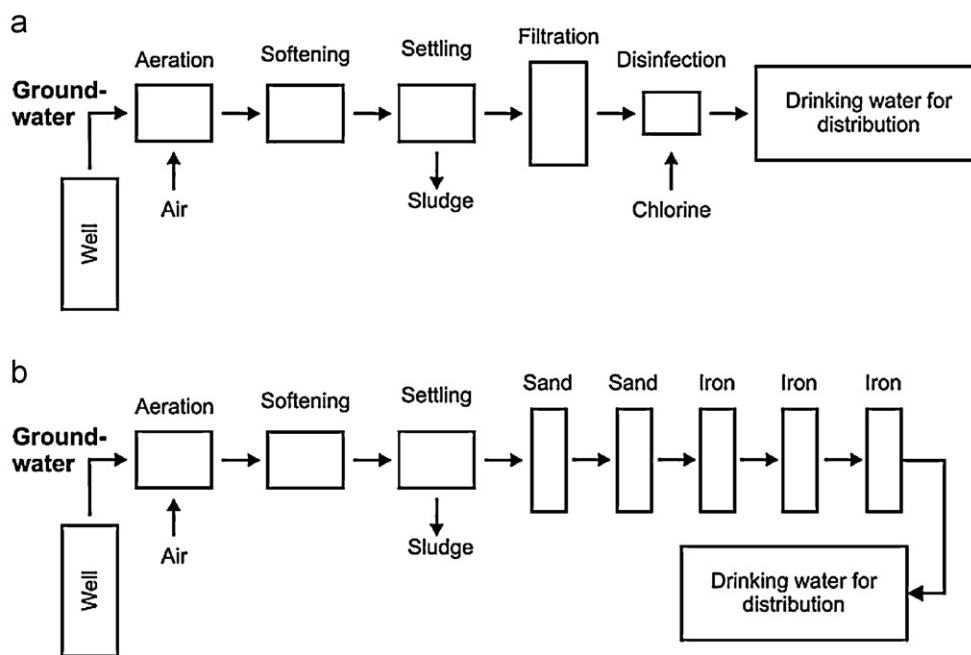 a
Aeration
Softening
Settling
Filtration
Disinfection
Ground-
water
Drinking water for
distribution
Well
Air
Sludge
Chlorine
b
Aeration
Softening
Settling
Sand
Sand
Iron
Iron
Iron
Ground-
water
Well
Air
Sludge
Drinking water for
distribution